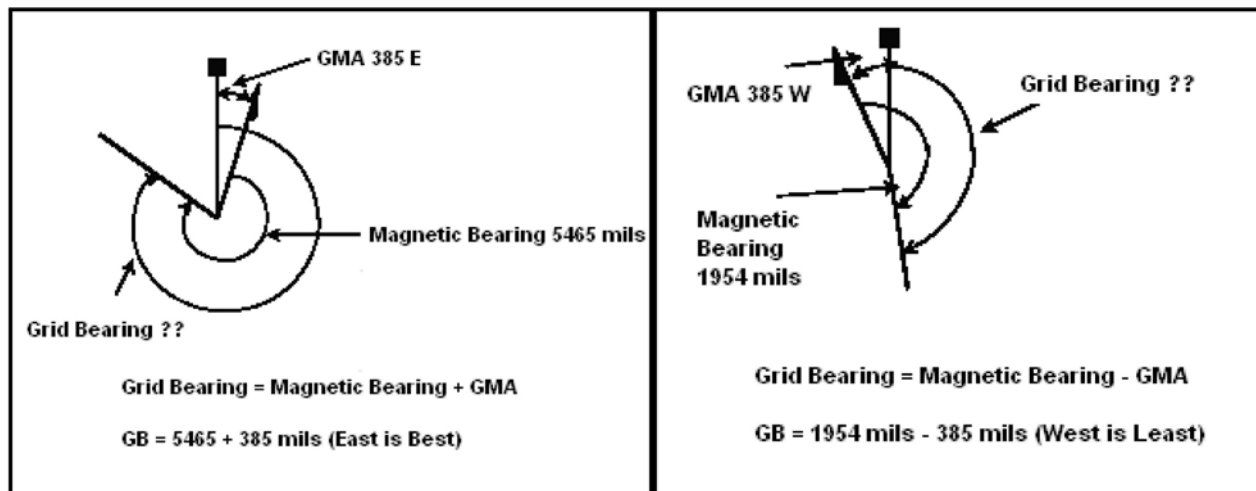 GMA 385 E
Magnetic Bearing 5465 mils
Grid Bearing ??
Grid Bearing = Magnetic Bearing + GMA
GB = 5465 + 385 mils (East is Best)
GMA 385 W
Grid Bearing ??
Magnetic
Bearing
1954 mils
Grid Bearing = Magnetic Bearing - GMA
GB = 1954 mils - 385 mils (West is Least)